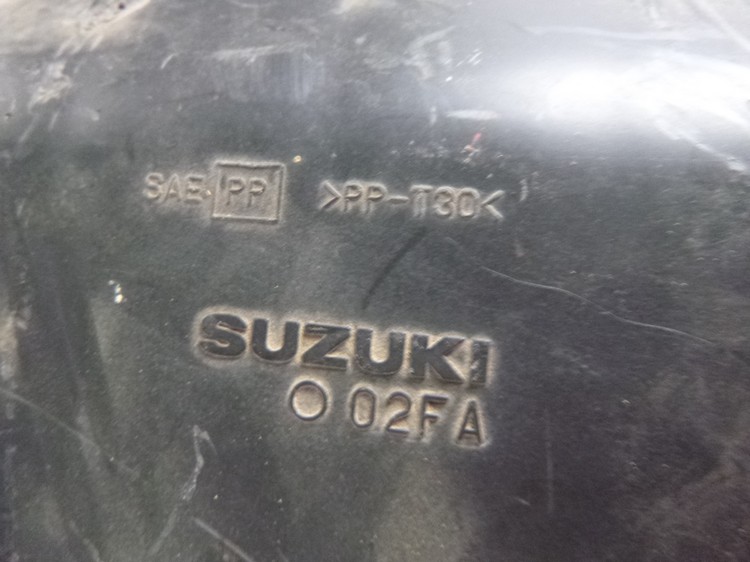 SAE PP >PP-T30<
SUZUKI
02FA